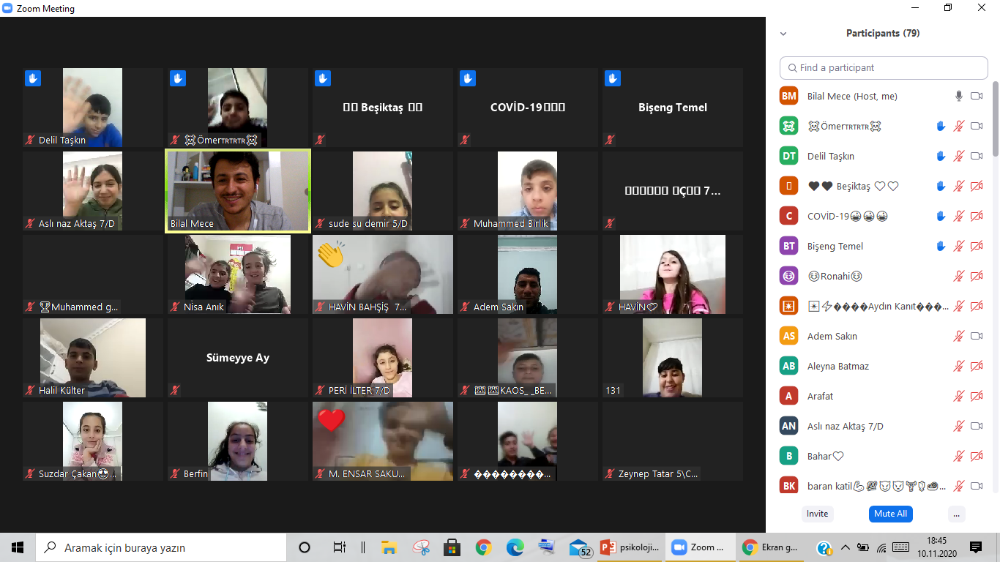 Zoom Meeting
Delil Taşkın
Ömerᴛʀᴛʀᴛʀ
Beşiktaş
COVİD-19
Bişeng Temel
Aslı naz Aktaş 7/D
Bilal Mece
sude su demir 5/D
Muhammed Birlik
7...
Muhammed g...
Nisa Anık
HAVİN BAHŞİŞ 7...
Adem Sakın
HAVİN
Halil Külter
Sümeyye Ay
PERİ İLTER 7/D
KAOS_ _BE...
131
Suzdar Çakan😍...
Berfin
M. ENSAR SAKU...
Zeynep Tatar 5\C...
Participants (79)
Find a participant
BM Bilal Mece (Host, me)
Ömerᴛʀᴛʀᴛʀ
DT Delil Taşkın
🖤🖤 Beşiktaş 🤍🤍
C COVİD-19😀😀😀
BT Bişeng Temel
Ronahi
Aydın Kanıt...
AS Adem Sakın
AB Aleyna Batmaz
A Arafat
AN Aslı naz Aktaş 7/D
B Bahar
BK baran katil...
Invite
Mute All
...
Aramak için buraya yazın
52
psikoloji...
Zoom ...
Ekran g...
18:45
10.11.2020